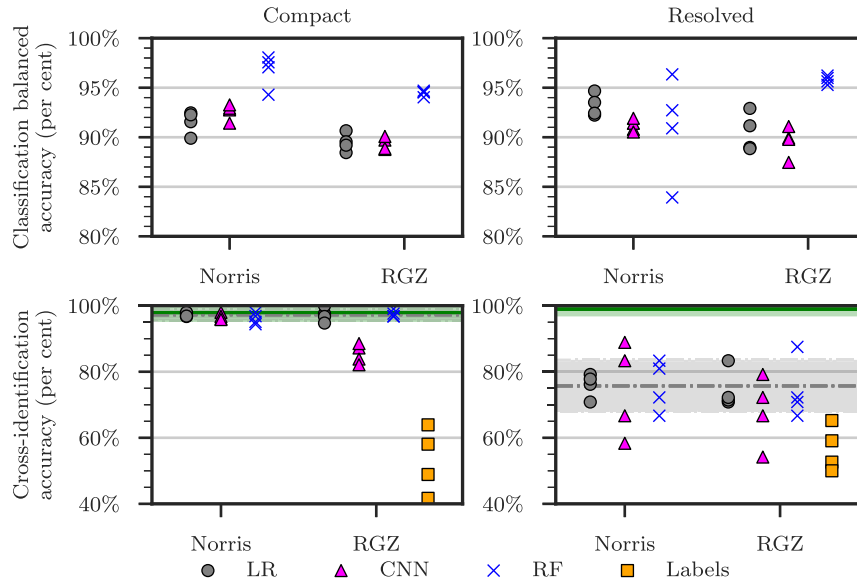 Compact
Resolved
Classification balanced
accuracy (per cent)
100%
95%
90%
85%
80%
100%
95%
90%
85%
80%
Norris
RGZ
Norris
RGZ
Cross-identification
accuracy (per cent)
100%
80%
60%
40%
100%
80%
60%
40%
Norris
RGZ
Norris
RGZ
LR
CNN
RF
Labels